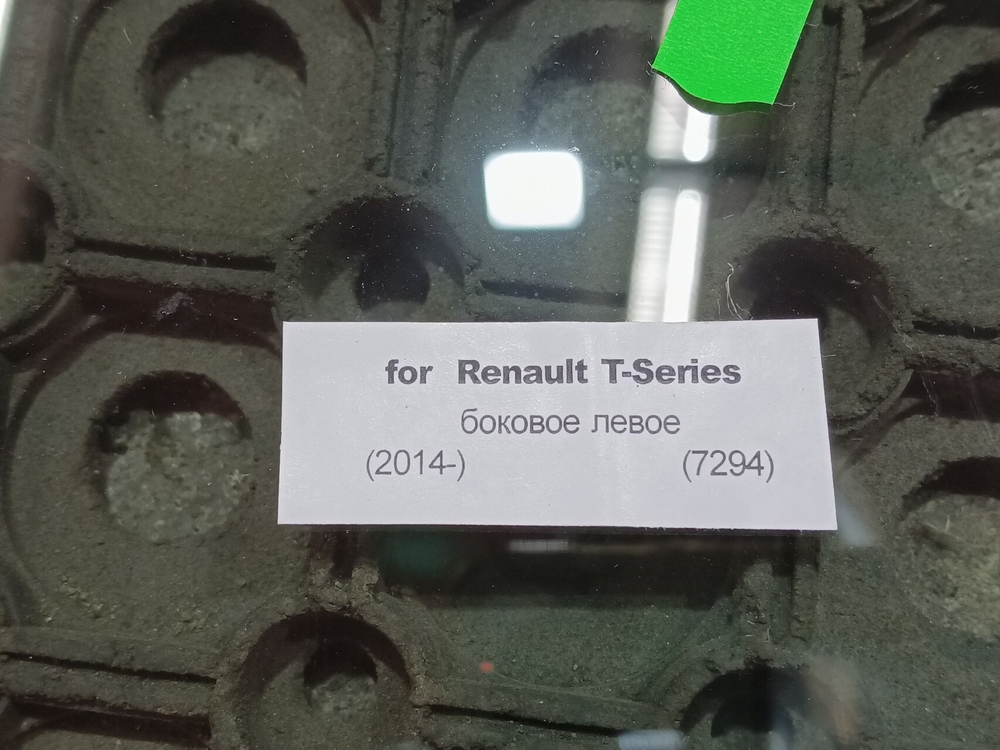 for Renault T-Series
боковое левое
(2014-) (7294)